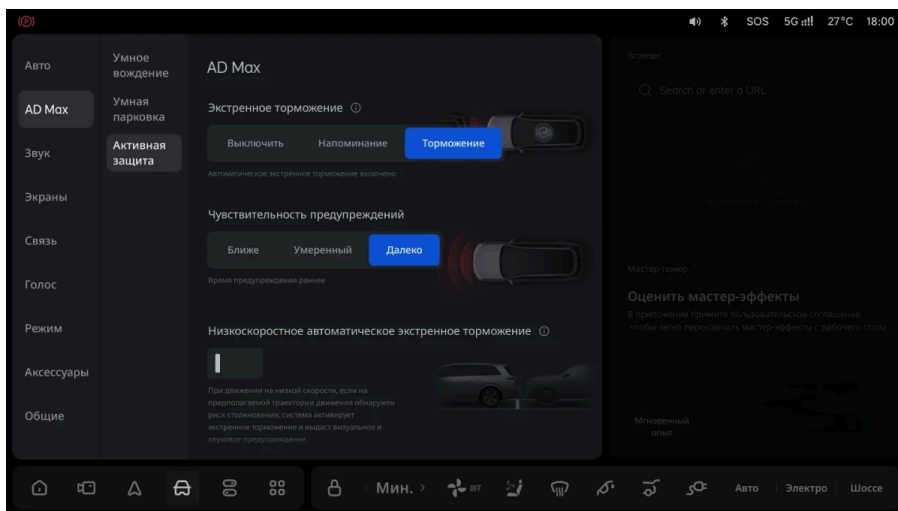 SOS 5G 27°C 18:00
Авто
AD Max
Звук
Экраны
Связь
Голос
Режим
Аксессуары
Общие
Умное
вождение
Умная
парковка
Активная
защита
AD Max
Экстренное торможение
Выключить Напоминание Торможение
Автоматическое экстренное торможение включено
Чувствительность предупреждений
Ближе Умеренный Далеко
Время предупреждения раннее
Низкоскоростное автоматическое экстренное торможение
При движении на низкой скорости, если на
предполагаемой траектории движения обнаружен
риск столкновения, система активирует
экстренное торможение и выдаст визуальное и
звуковое предупреждение.
Browser
Search or enter a URL
Оценить мастер-эффекты
В приложении примите пользовательское соглашение,
чтобы легко переключить мастер-эффекты с рабочего стола.
Мгновенный
опыт
< Мин. > OFF Авто Электро Шоссе